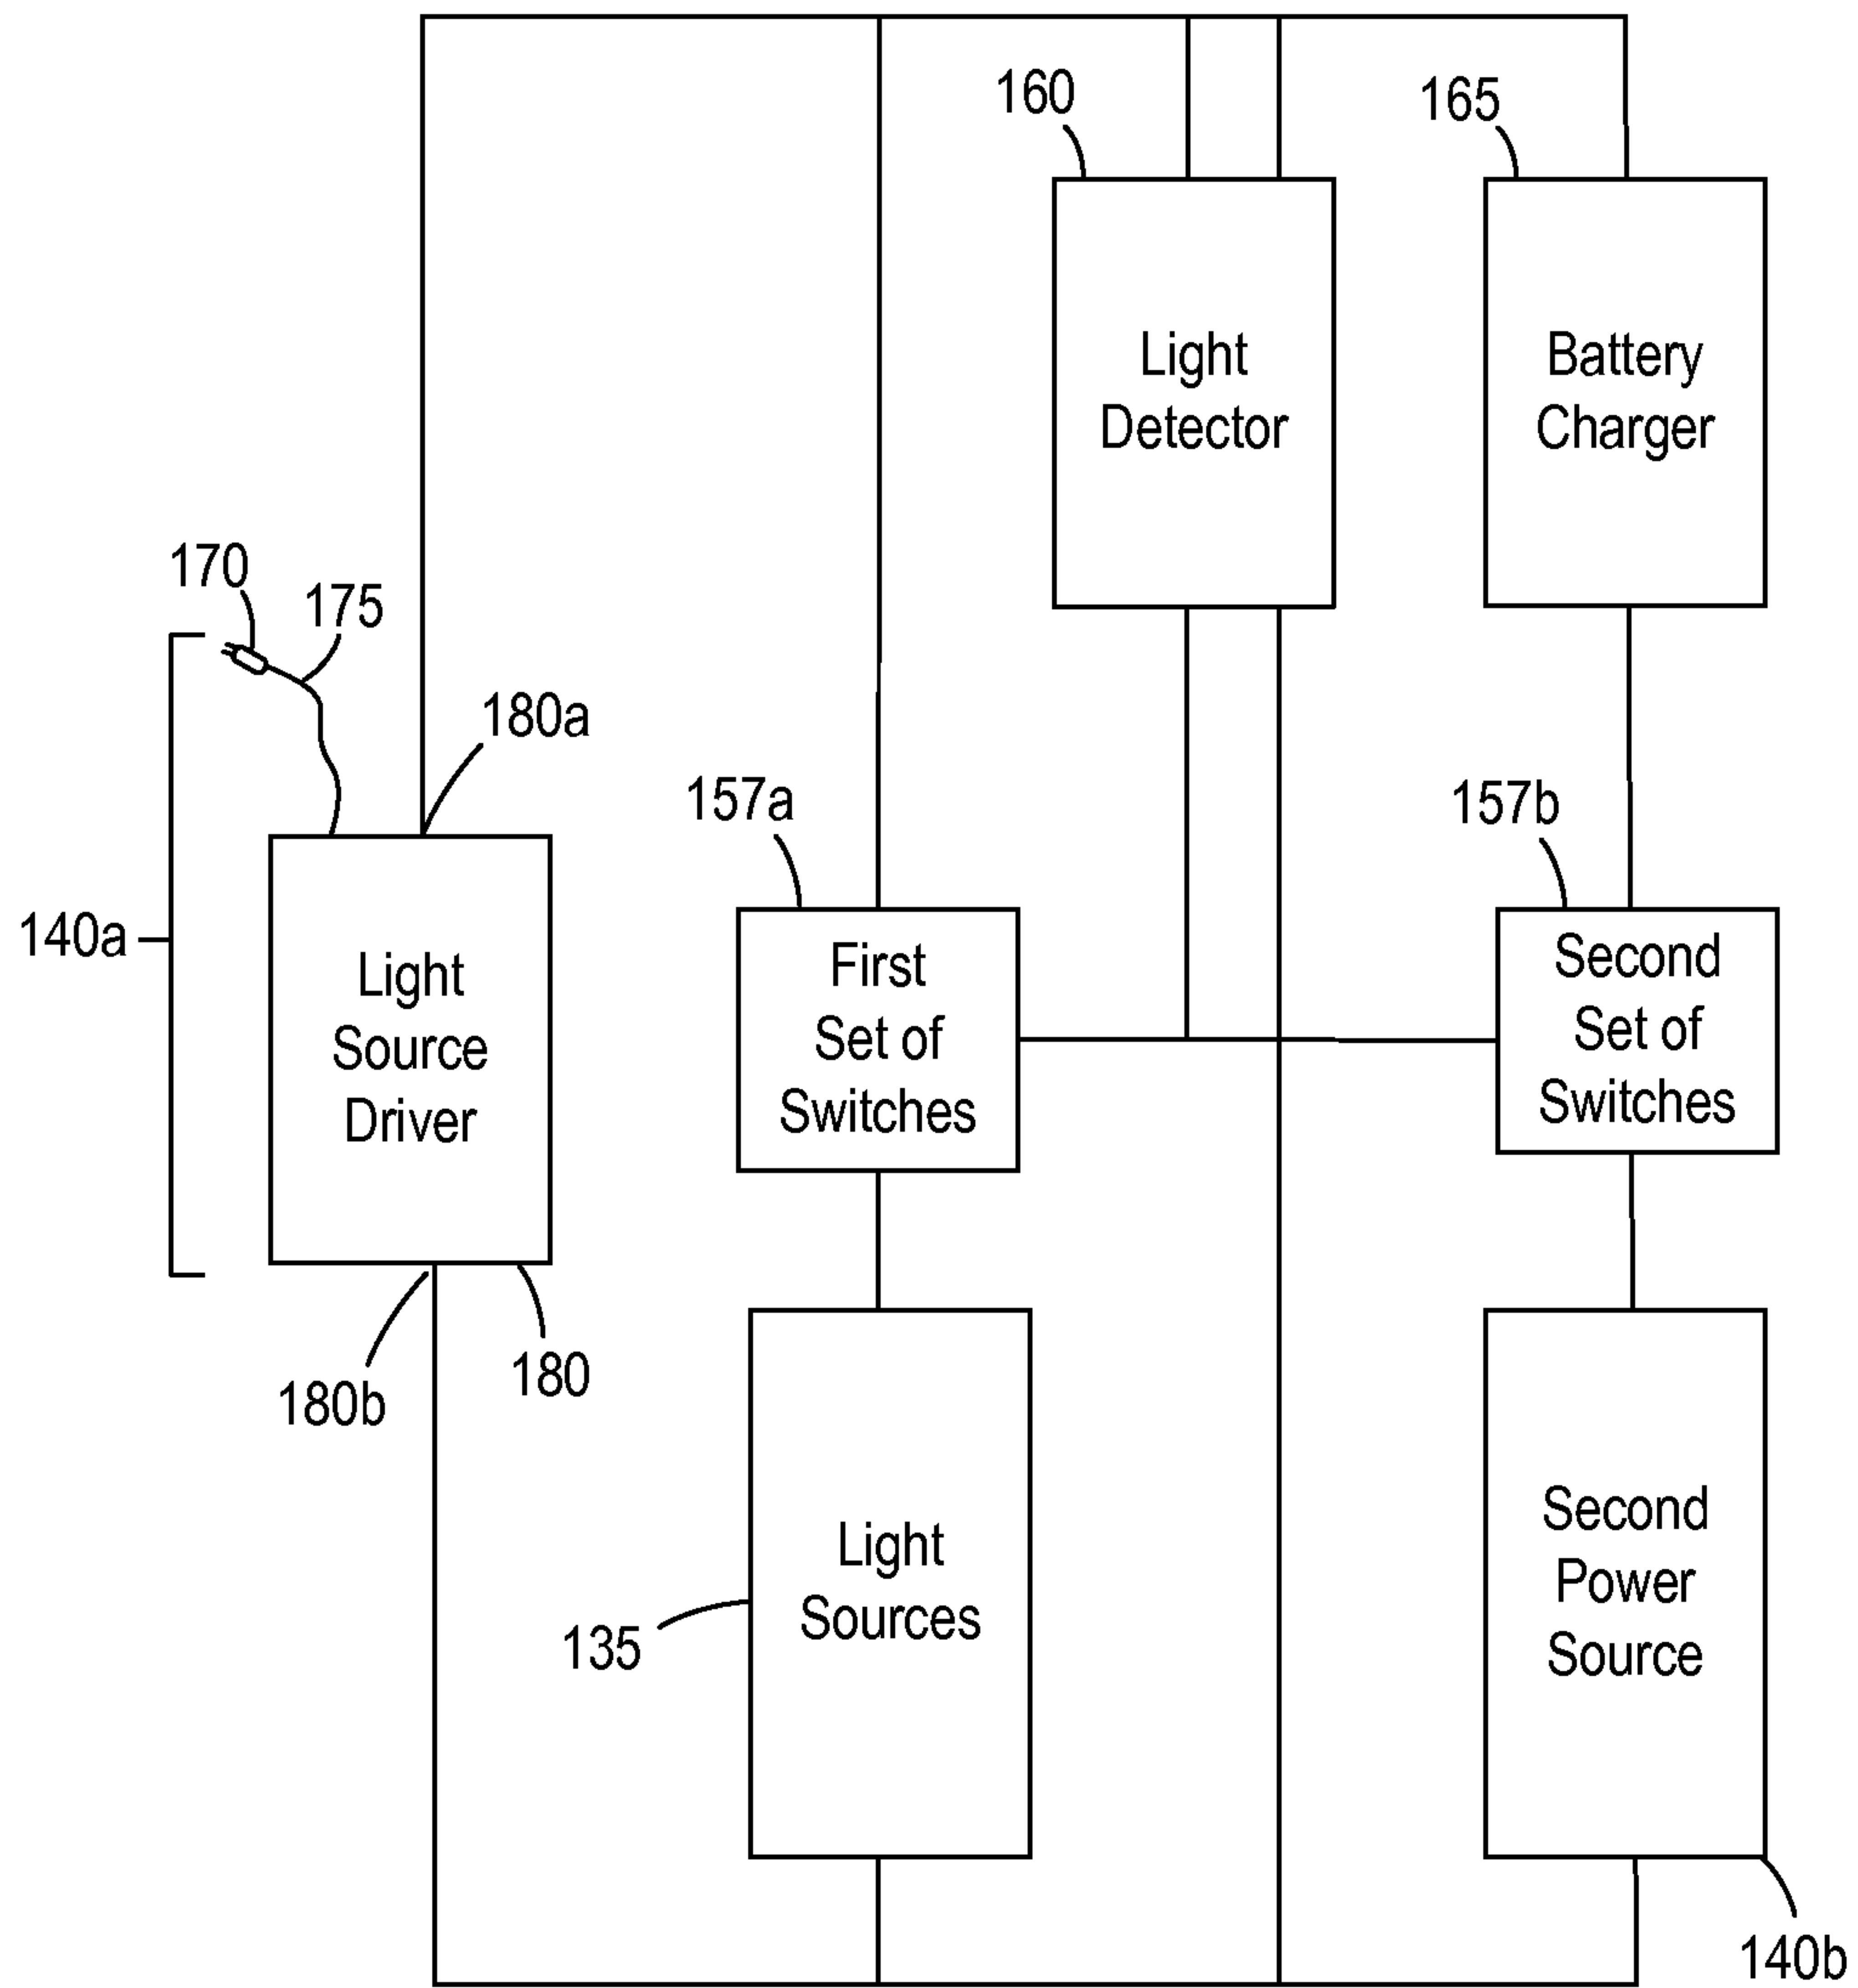 160
165
Light
Detector
Battery
Charger
170
175
180a
157a
157b
140a
Light
Source
Driver
First
Set of
Switches
Second
Set of
Switches
180b
180
Light
Sources
135
Second
Power
Source
140b